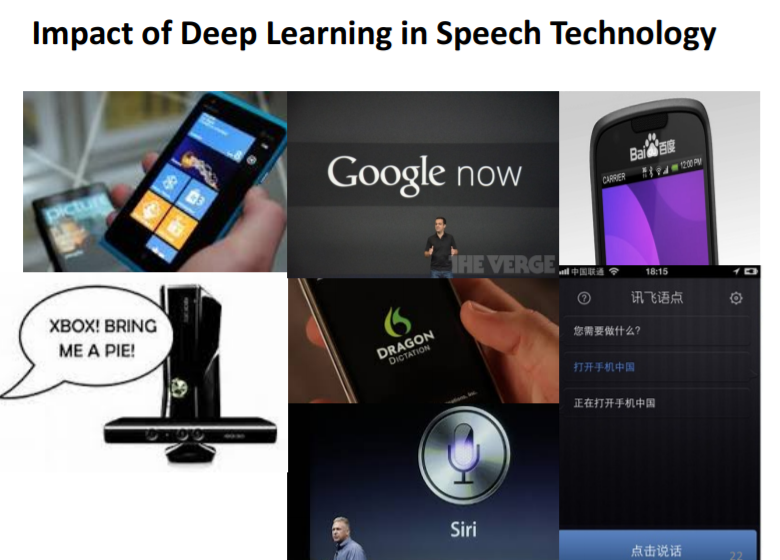 Impact of Deep Learning in Speech Technology
picture
Google now
THE VERGE
Bai百度
CARRIER
12:00 PM
XBOX! BRING
ME A PIE!
DRAGON
DICTATION
Siri
中国联通
18:15
讯飞语点
您需要做什么?
打开手机中国
正在打开手机中国
点击说话
22